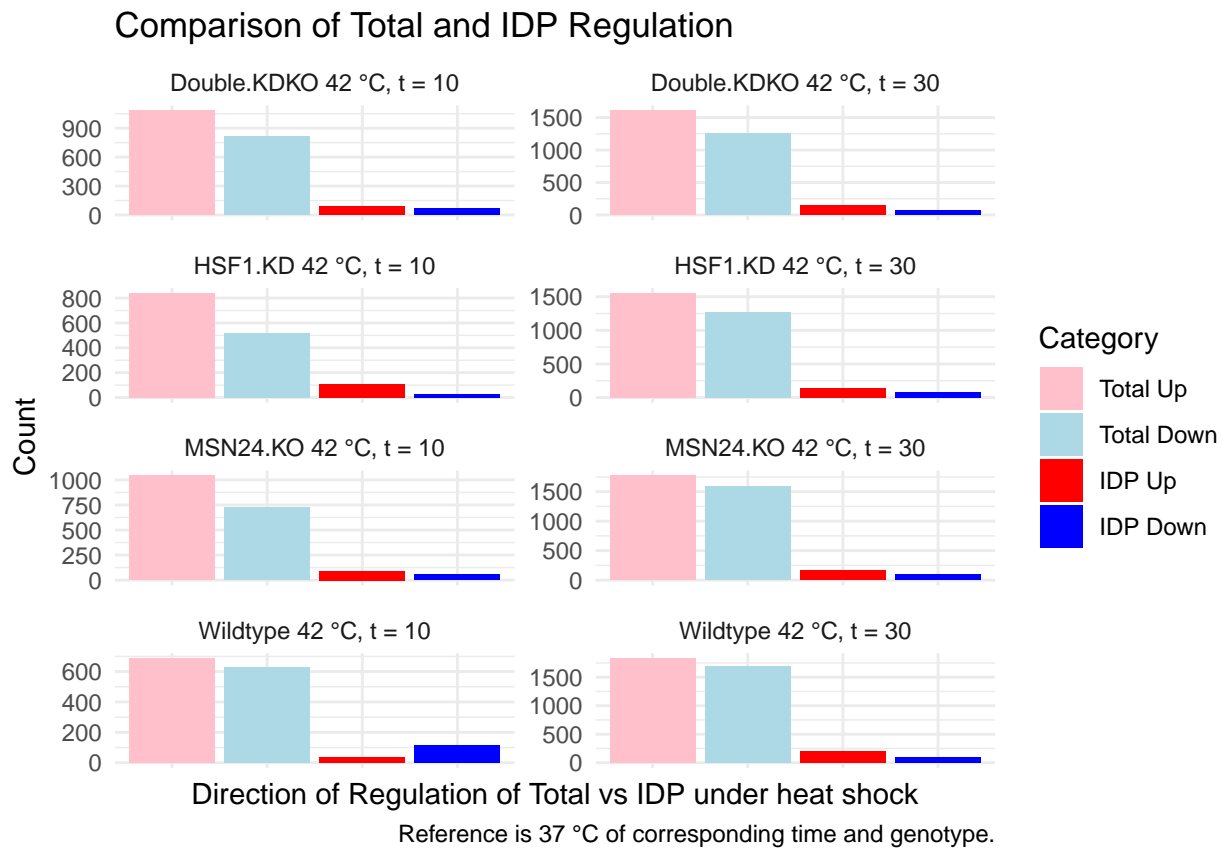 Comparison of Total and IDP Regulation
Double.KDKO 42 °C, t = 10
Double.KDKO 42 °C, t = 30
900
600
300
0
1500
1000
500
0
HSF1.KD 42 °C, t = 10
HSF1.KD 42 °C, t = 30
800
600
400
200
0
1500
1000
500
0
MSN24.KO 42 °C, t = 10
MSN24.KO 42 °C, t = 30
1000
750
500
250
0
1500
1000
500
0
Wildtype 42 °C, t = 10
Wildtype 42 °C, t = 30
600
400
200
0
1500
1000
500
0
Count
Direction of Regulation of Total vs IDP under heat shock
Reference is 37 °C of corresponding time and genotype.
Category
Total Up
Total Down
IDP Up
IDP Down